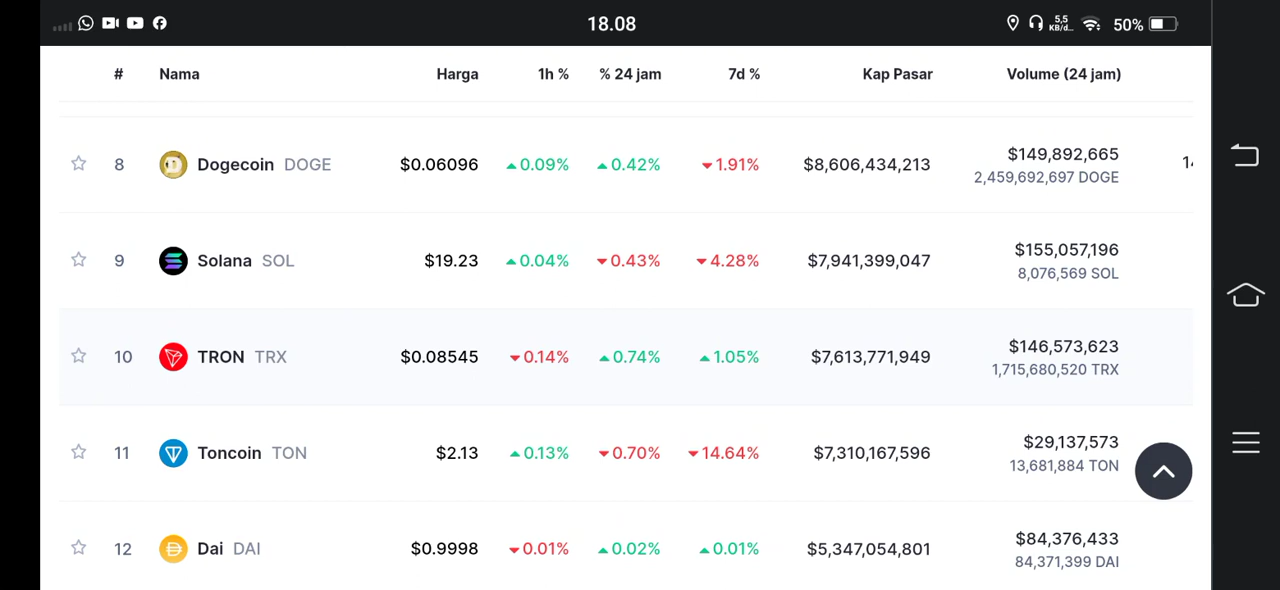 18.08
5,5
KB/d...
50%
# Nama Harga 1h % % 24 jam 7d % Kap Pasar Volume (24 jam)
8 Dogecoin DOGE $0.06096 0.09% 0.42% 1.91% $8,606,434,213 $149,892,665
2,459,692,697 DOGE
9 Solana SOL $19.23 0.04% 0.43% 4.28% $7,941,399,047 $155,057,196
8,076,569 SOL
10 TRON TRX $0.08545 0.14% 0.74% 1.05% $7,613,771,949 $146,573,623
1,715,680,520 TRX
11 Toncoin TON $2.13 0.13% 0.70% 14.64% $7,310,167,596 $29,137,573
13,681,884 TON
12 Dai DAI $0.9998 0.01% 0.02% 0.01% $5,347,054,801 $84,376,433
84,371,399 DAI